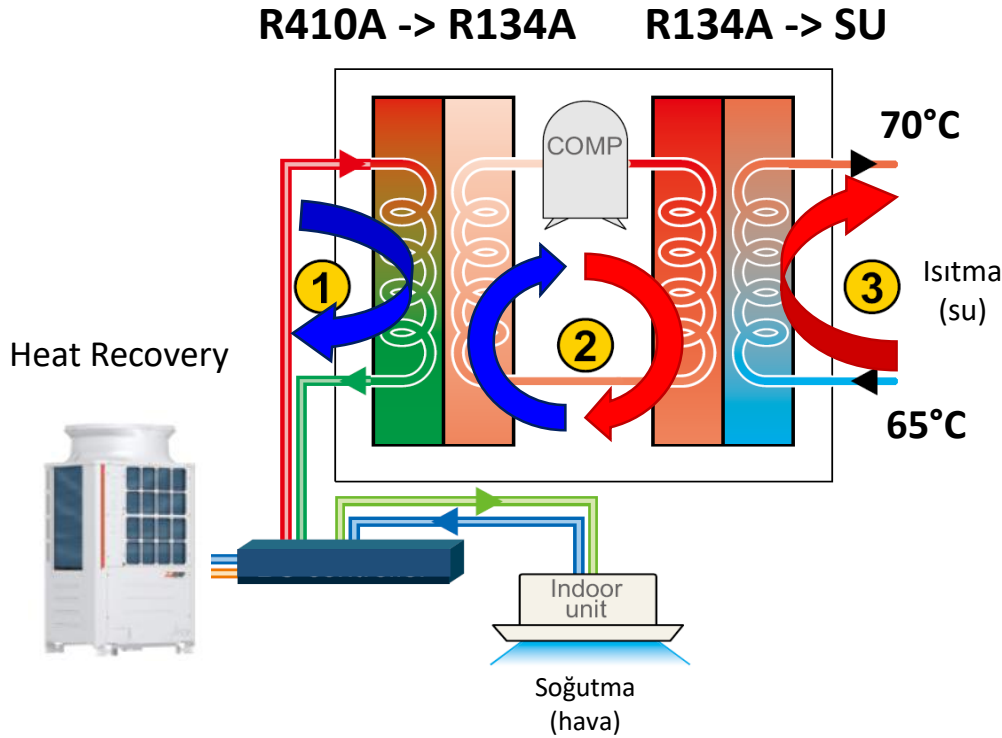 R410A -> R134A
R134A -> SU
COMP
70°C
1
2
3
Isıtma
(su)
Heat Recovery
65°C
Indoor
unit
Soğutma
(hava)